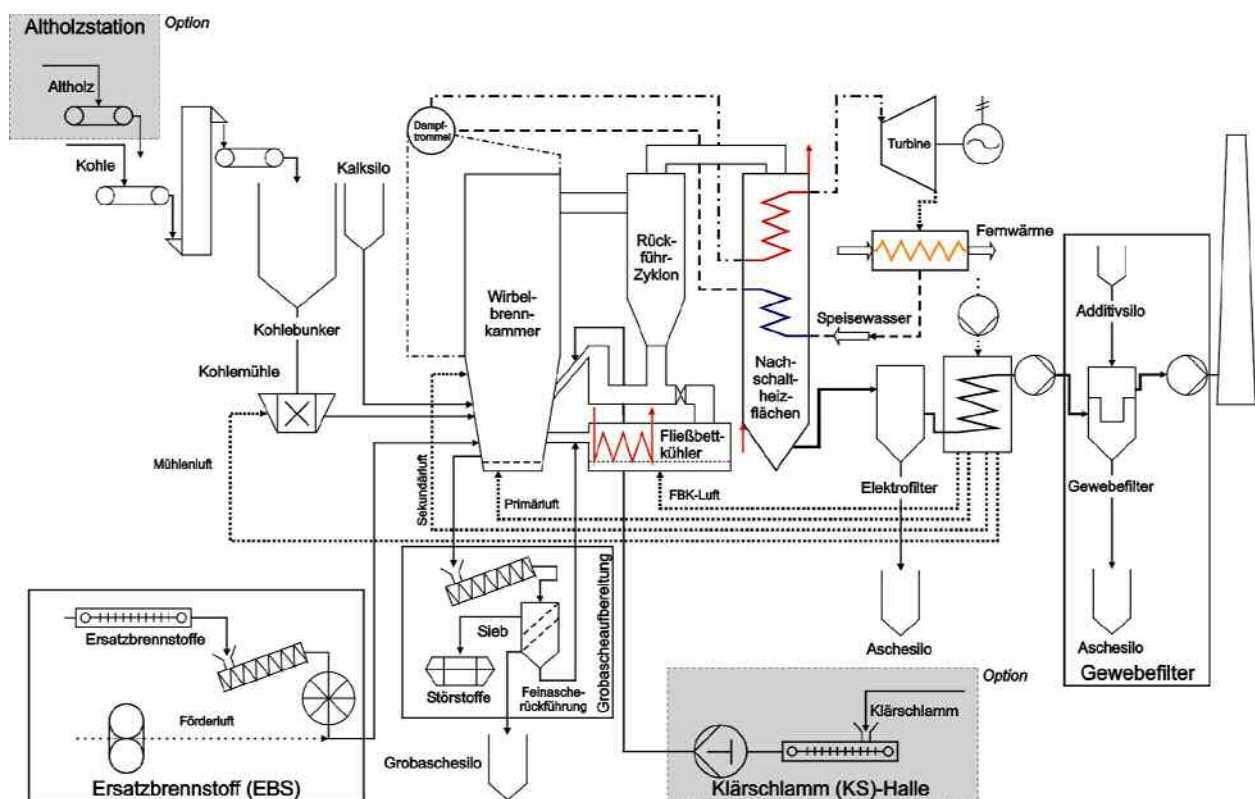 Altholzstation
Option
Altholz
Kohle
Kalksilo
Dampf-
trommel
Turbine
Rück-
führ-
Zyklon
Fernwärme
Wirbel-
brenn-
kammer
Kohlebunker
Speisewasser
Additivsilo
Kohlemühle
Nach-
schalt-
heiz-
flächen
Fließbett-
kühler
Mühlenluft
Sekundärluft
Primärluft
FBK-Luft
Elektrofilter
Gewebefilter
Ersatzbrennstoffe
Sieb
Störstoffe
Feinasche-
rückführung
Grobascheaufbereitung
Aschesilo
Aschesilo
Gewebefilter
Option
Klärschlamm
Förderluft
Grobaschesilo
Ersatzbrennstoff (EBS)
Klärschlamm (KS)-Halle